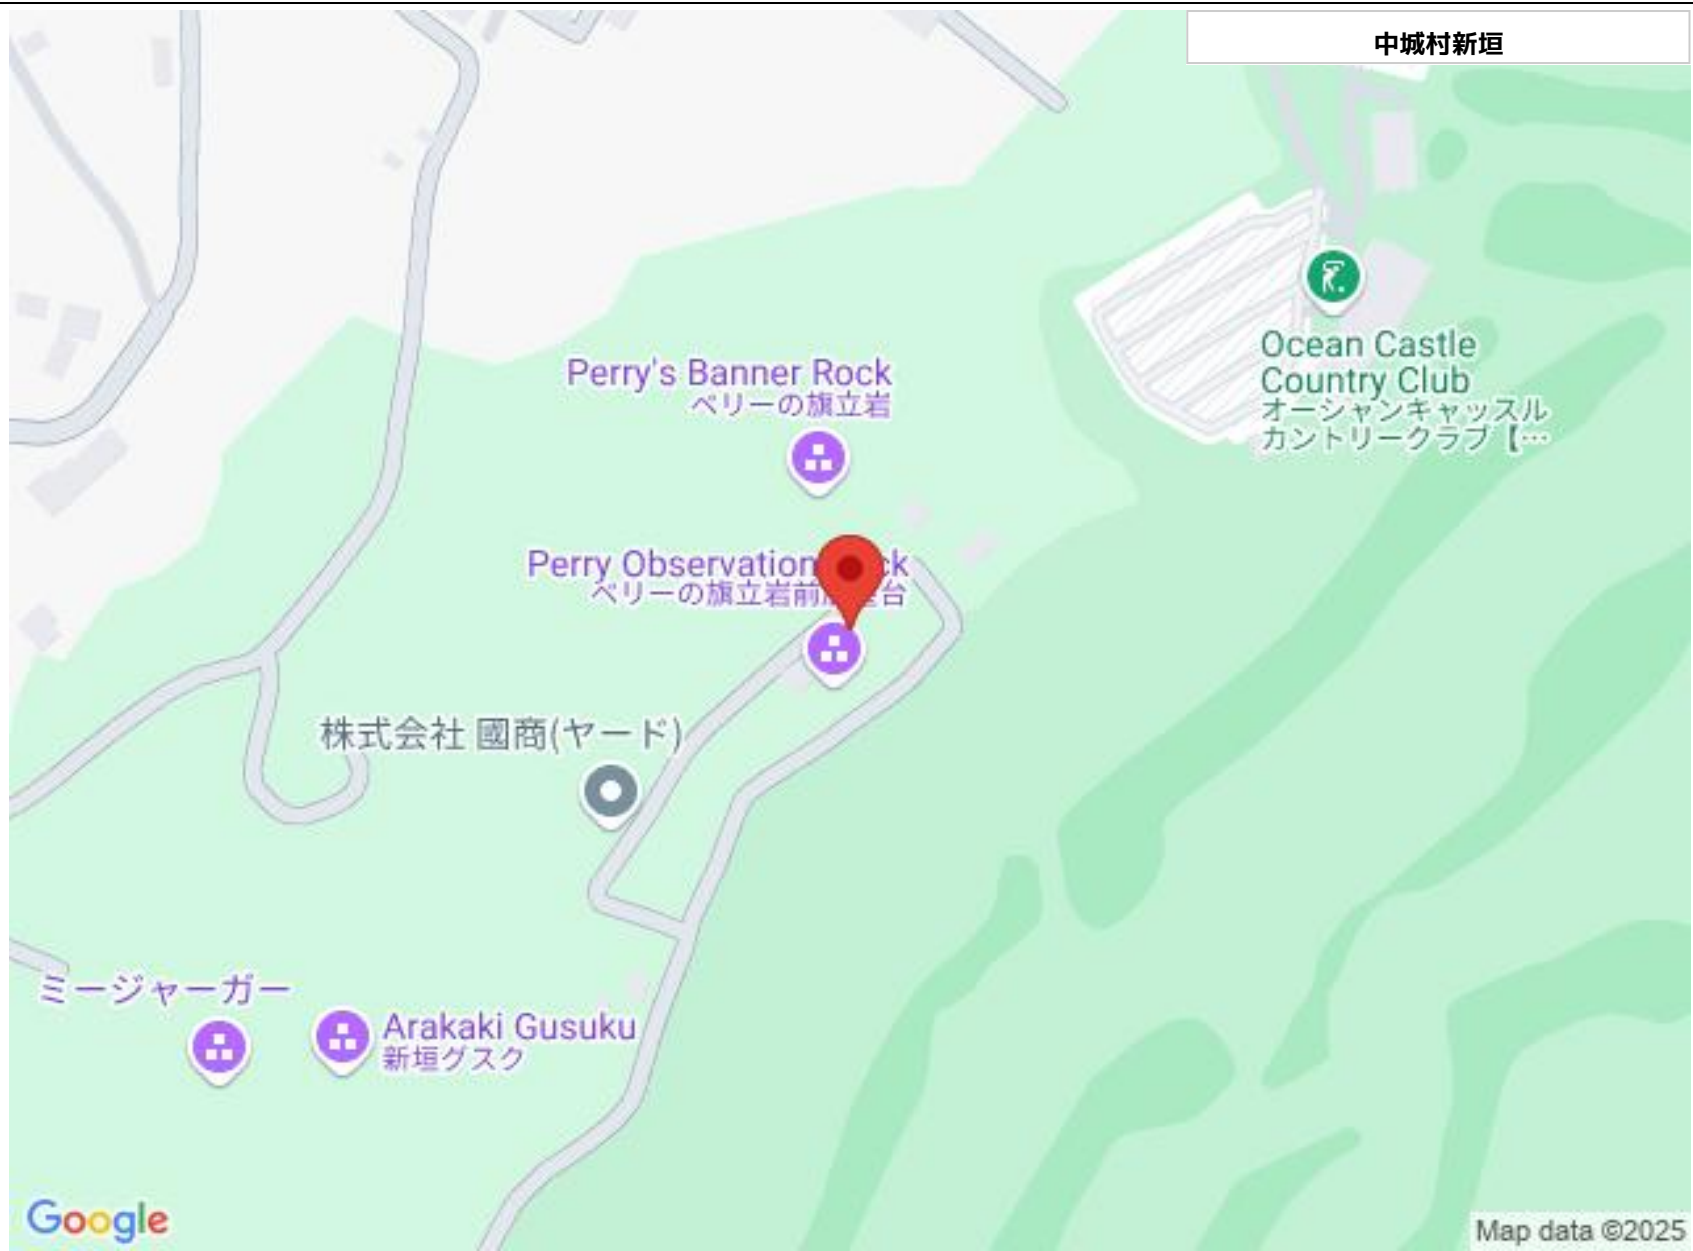 中城村新垣
Ocean Castle
Country Club
オーシャンキャッスル
カントリークラブ【…
Perry's Banner Rock
ペリーの旗立岩
Perry Observation
ペリーの旗立岩前
株式会社 國商(ヤード)
ミージャーガー
Arakaki Gusuku
新垣グスク
Google
Map data ©2025